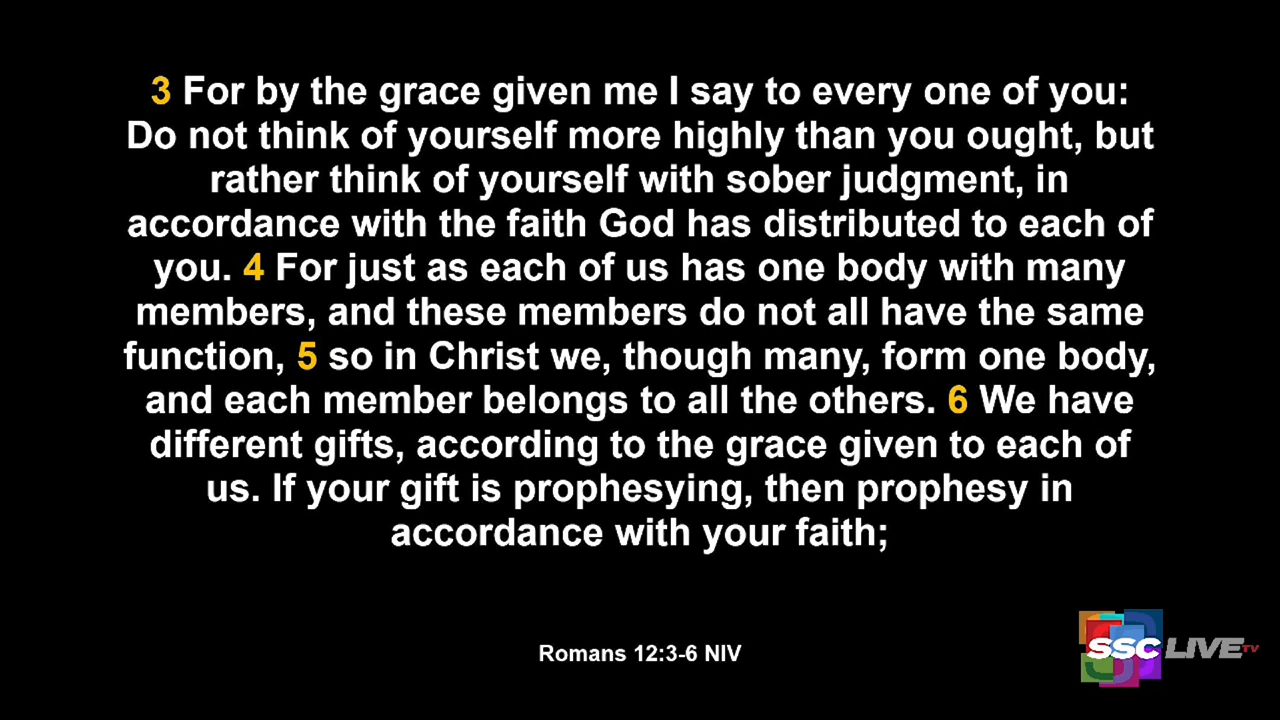 3 For by the grace given me I say to every one of you:
Do not think of yourself more highly than you ought, but
rather think of yourself with sober judgment, in
accordance with the faith God has distributed to each of
you. 4 For just as each of us has one body with many
members, and these members do not all have the same
function, 5 so in Christ we, though many, form one body,
and each member belongs to all the others. 6 We have
different gifts, according to the grace given to each of
us. If your gift is prophesying, then prophesy in
accordance with your faith;
Romans 12:3-6 NIV
SSC LIVE TV